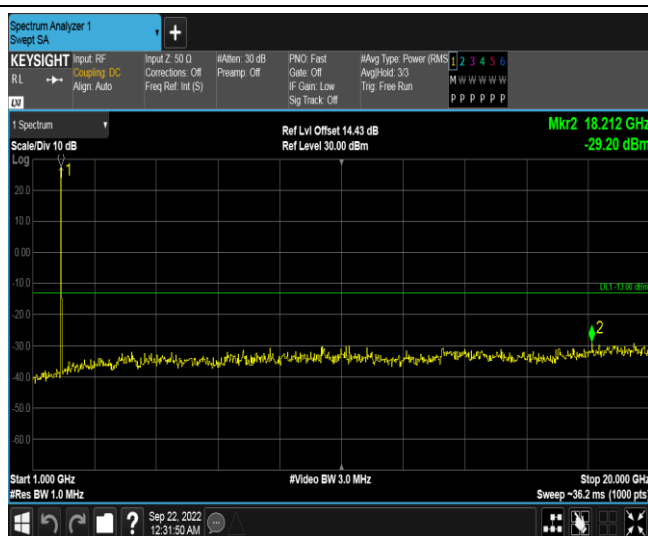 Spectrum Analyzer 1
Swept SA
+
KEYSIGHT Input: RF Input Z: 50 Ω #Atten: 30 dB PNO: Fast #Avg Type: Power (RMS 1 2 3 4 5 6
RL Coupling: DC Corrections: Off Preamp: Off Gate: Off Avg|Hold: 3/3 M W W W W W
Align: Auto Freq Ref: Int (S) IF Gain: Low Trig: Free Run
Sig Track: Off P P P P P P
LXI
1 Spectrum Ref Lvl Offset 14.43 dB Mkr2 18.212 GHz
Scale/Div 10 dB Ref Level 30.00 dBm -29.20 dBm
Log
1
20.0
10.0
0.00
-10.0
DL1 -13.00 dBm
-20.0
2
-30.0
-40.0
-50.0
-60.0
Start 1.000 GHz #Video BW 3.0 MHz Stop 20.000 GHz
#Res BW 1.0 MHz Sweep ~36.2 ms (1000 pts)
? Sep 22, 2022
12:31:50 AM